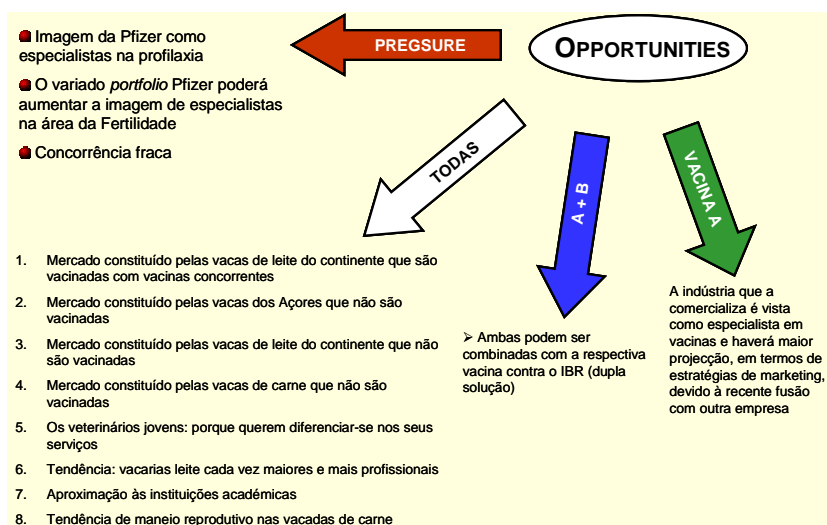 Imagem da Pfizer como
especialistas na profilaxia
O variado portfolio Pfizer poderá
aumentar a imagem de especialistas
na área da Fertilidade
Concorrência fraca
PREGSURE
OPPORTUNITIES
TODAS
A + B
VACINA A
1. Mercado constituído pelas vacas de leite do continente que são
vacinadas com vacinas concorrentes
2. Mercado constituído pelas vacas dos Açores que não são
vacinadas
3. Mercado constituído pelas vacas de leite do continente que não
são vacinadas
4. Mercado constituído pelas vacas de carne que não são
vacinadas
5. Os veterinários jovens: porque querem diferenciar-se nos seus
serviços
6. Tendência: vacarias leite cada vez maiores e mais profissionais
7. Aproximação às instituições académicas
8. Tendência de maneio reprodutivo nas vacadas de carne
➢ Ambas podem ser
combinadas com a respectiva
vacina contra o IBR (dupla
solução)
A indústria que a
comercializa é vista
como especialista em
vacinas e haverá maior
projecção, em termos de
estratégias de marketing,
devido à recente fusão
com outra empresa